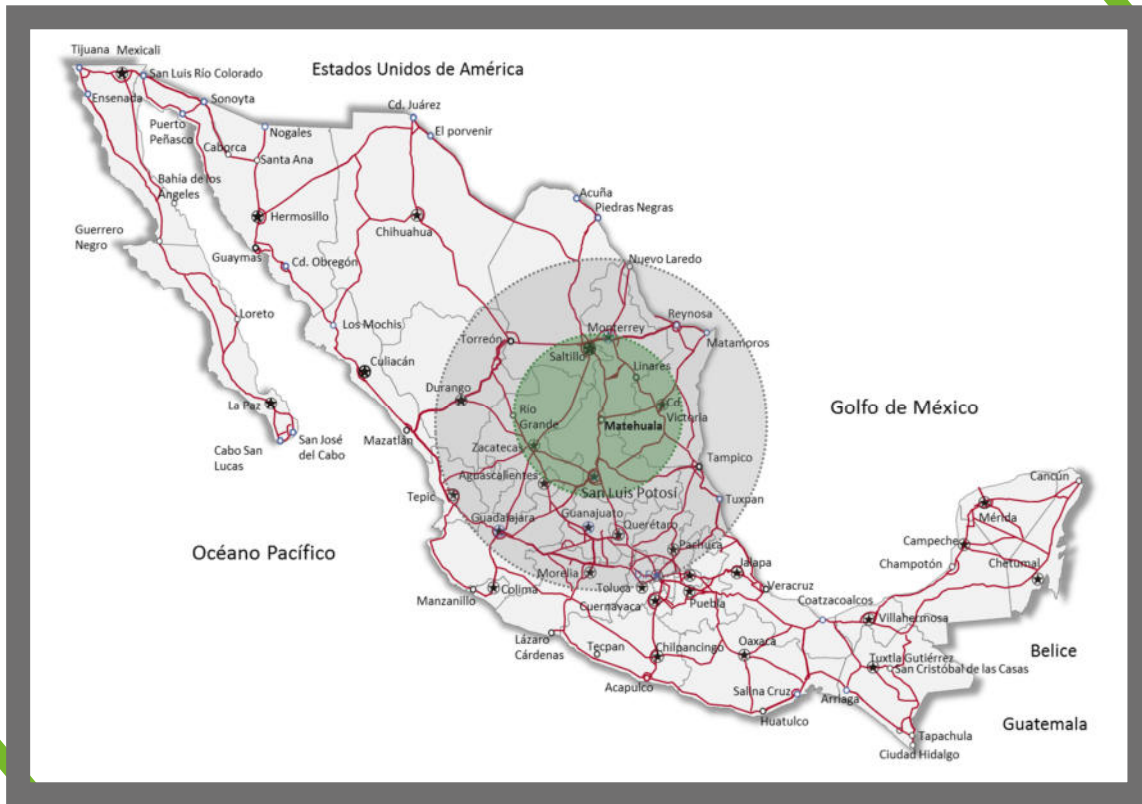 Tijuana
Mexicali
San Luis Río Colorado
Estados Unidos de América
Ensenada
Sonoyta
Cd. Juárez
Puerto
Peñasco
Nogales
El porvenir
Caborca
Santa Ana
Bahía de los
Angeles
Acuña
Piedras Negras
Hermosillo
Chihuahua
Guerrero
Negro
Guaymas
Cd. Obregón
Nuevo Laredo
Loreto
Los Mochis
Reynosa
Monterrey
Torreón
Matamoros
Saltillo
Culiacán
Linares
Durango
La Paz
Río
Grande
Cd.
Victoria
Golfo de México
Matehuala
Mazatlán
San José
del Cabo
Cabo San
Lucas
Zacatecas
Tampico
Aguascalientes
San Luis Potosí
Cancún
Tepic
Tuxpan
Guadalajara
Guanajuato
Querétaro
Mérida
Océano Pacífico
Pachuca
Campeche
Jalapa
Champotón
Chetumal
Morelia
Toluca
Veracruz
Manzanillo
Colima
Cuernavaca
Puebla
Coatzacoalcos
Villahermosa
Lázaro
Cárdenas
Tecpan
Chilpancingo
Oaxaca
Belice
Tuxtla Gutiérrez
San Cristóbal de las Casas
Acapulco
Salina Cruz
Arriaga
Huatulco
Guatemala
Tapachula
Ciudad Hidalgo